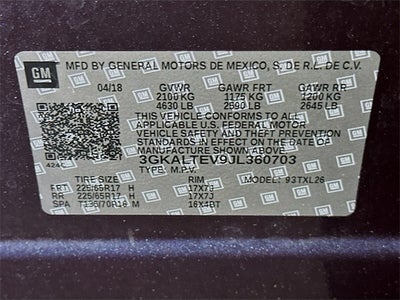 GM
MFD BY GENERAL MOTORS DE MEXICO, S. DE R.L. DE C.V.
04/18 GVWR GAWR FRT GAWR RR
2100 KG 1175 KG 1200 KG
4630 LB 2590 LB 2645 LB
THIS VEHICLE CONFORMS TO ALL
APPLICABLE U.S. FEDERAL MOTOR
VEHICLE SAFETY, BUMPER, AND THEFT PREVENTION
STANDARDS IN EFFECT ON THE DATE OF
MANUFACTURE SHOWN ABOVE.
3GKALTEV9JL360703
42AC TYPE: M.P.V. MODEL: 93TXL26
TIRE SIZE RIM
FRT 225/65R17 H 17X7J
RR 225/65R17 H 17X7J
SPA T135/70R16 M 16X4BT